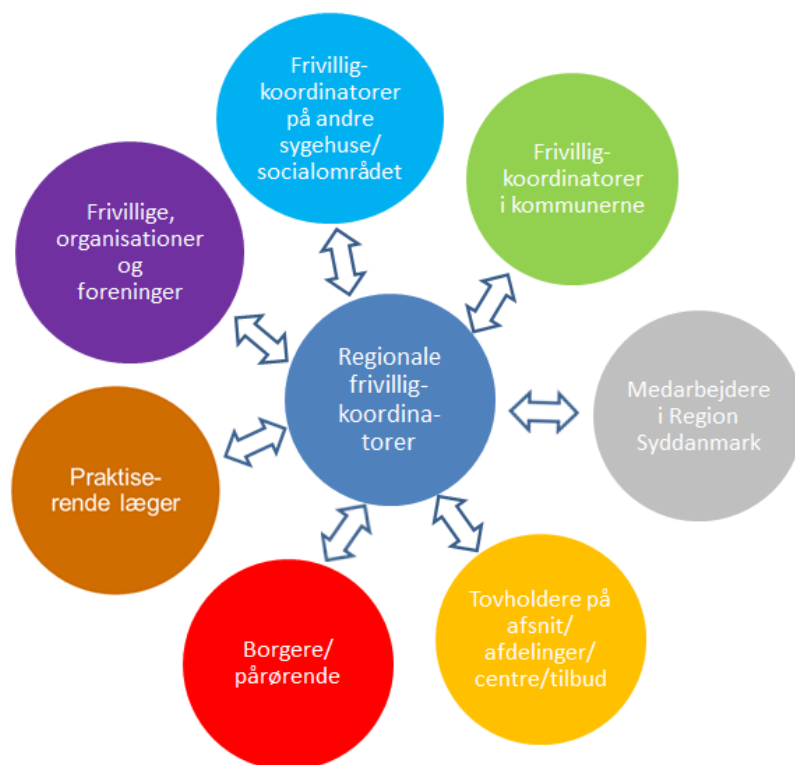 Frivillig-
koordinatorer
på andre
sygehuse/
socialområdet
Frivillig-
koordinatorer
i kommunerne
Frivillige,
organisationer
og
foreninger
Regionale
frivillig-
koordina-
torer
Medarbejdere
i Region
Syddanmark
Praktise-
rende læger
Tovholdere på
afsnit/
afdelinger/
centre/tilbud
Borgere/
pårørende